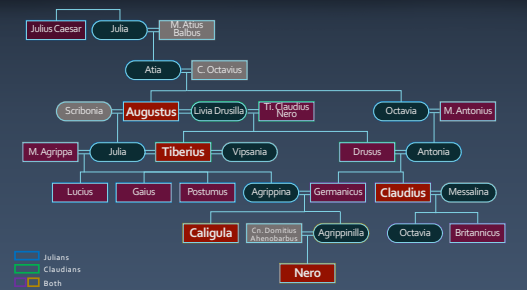 Julius Caesar
Julia
M. Atius
Balbus
Atia
C. Octavius
Scribonia
Augustus
Livia Drusilla
Ti. Claudius
Nero
Octavia
M. Antonius
M. Agrippa
Julia
Tiberius
Vipsania
Drusus
Antonia
Lucius
Gaius
Postumus
Agrippina
Germanicus
Claudius
Messalina
Caligula
Cn. Domitius
Ahenobarbus
Agrippinilla
Octavia
Britannicus
Nero
Julians
Claudians
Both